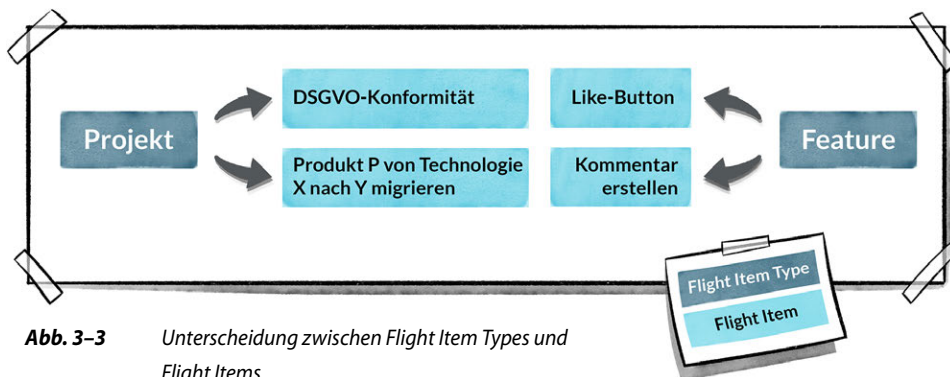 DSGVO-Konformität
Like-Button
Projekt
Feature
Produkt P von Technologie
X nach Y migrieren
Kommentar
erstellen
Flight Item Type
Flight Item
Abb. 3–3 Unterscheidung zwischen Flight Item Types und
Flight Items